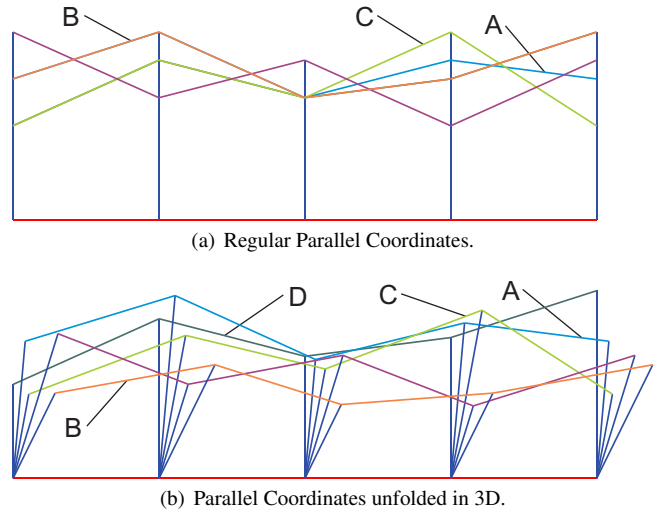 B
C
A
(a) Regular Parallel Coordinates.
D
C
A
B
(b) Parallel Coordinates unfolded in 3D.